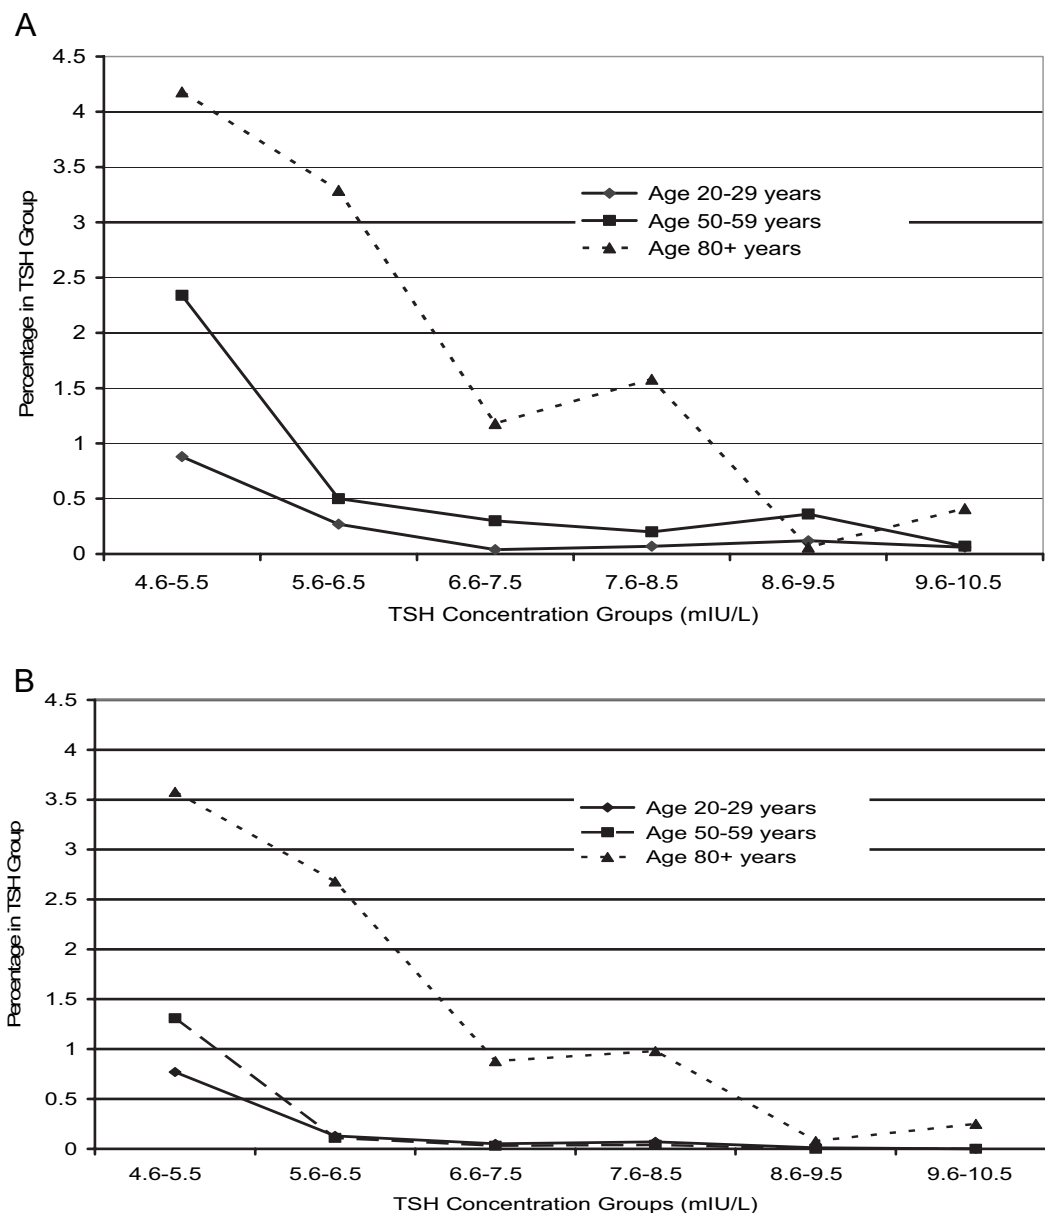 A
4.5
4
3.5
3
2.5
2
1.5
1
0.5
0
Percentage in TSH Group
Age 20-29 years
Age 50-59 years
Age 80+ years
4.6-5.5 5.6-6.5 6.6-7.5 7.6-8.5 8.6-9.5 9.6-10.5
TSH Concentration Groups (mIU/L)
B
4.5
4
3.5
3
2.5
2
1.5
1
0.5
0
Percentage in TSH Group
Age 20-29 years
Age 50-59 years
Age 80+ years
4.6-5.5 5.6-6.5 6.6-7.5 7.6-8.5 8.6-9.5 9.6-10.5
TSH Concentration Groups (mIU/L)